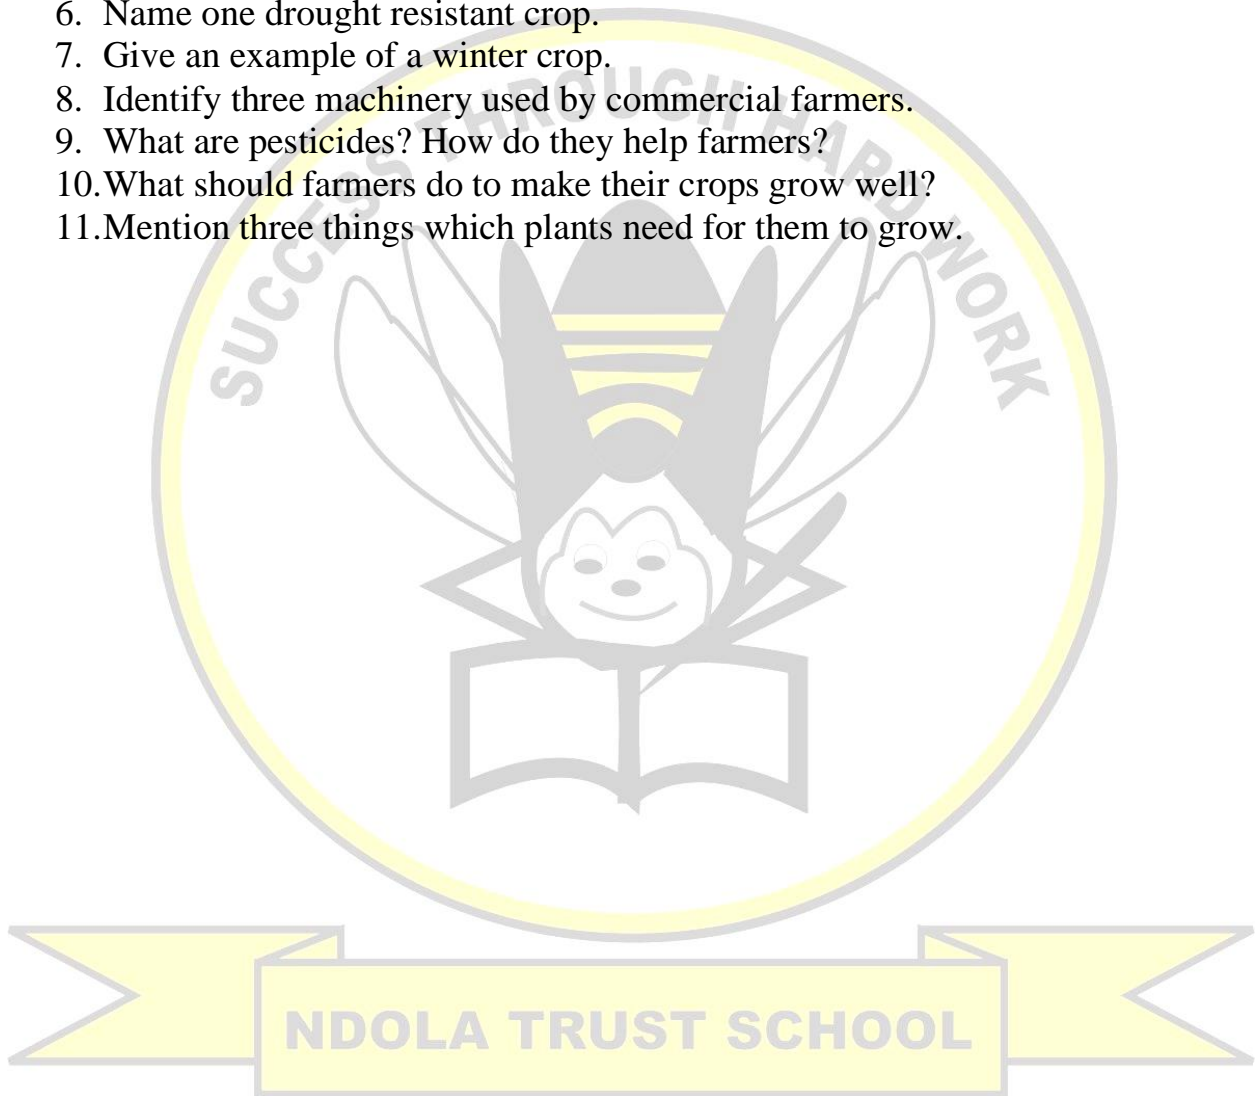 6. Name one drought resistant crop.
7. Give an example of a winter crop.
8. Identify three machinery used by commercial farmers.
9. What are pesticides? How do they help farmers?
10.What should farmers do to make their crops grow well?
11.Mention three things which plants need for them to grow.
SUCCESS THROUGH HARD WORK
NDOLA TRUST SCHOOL